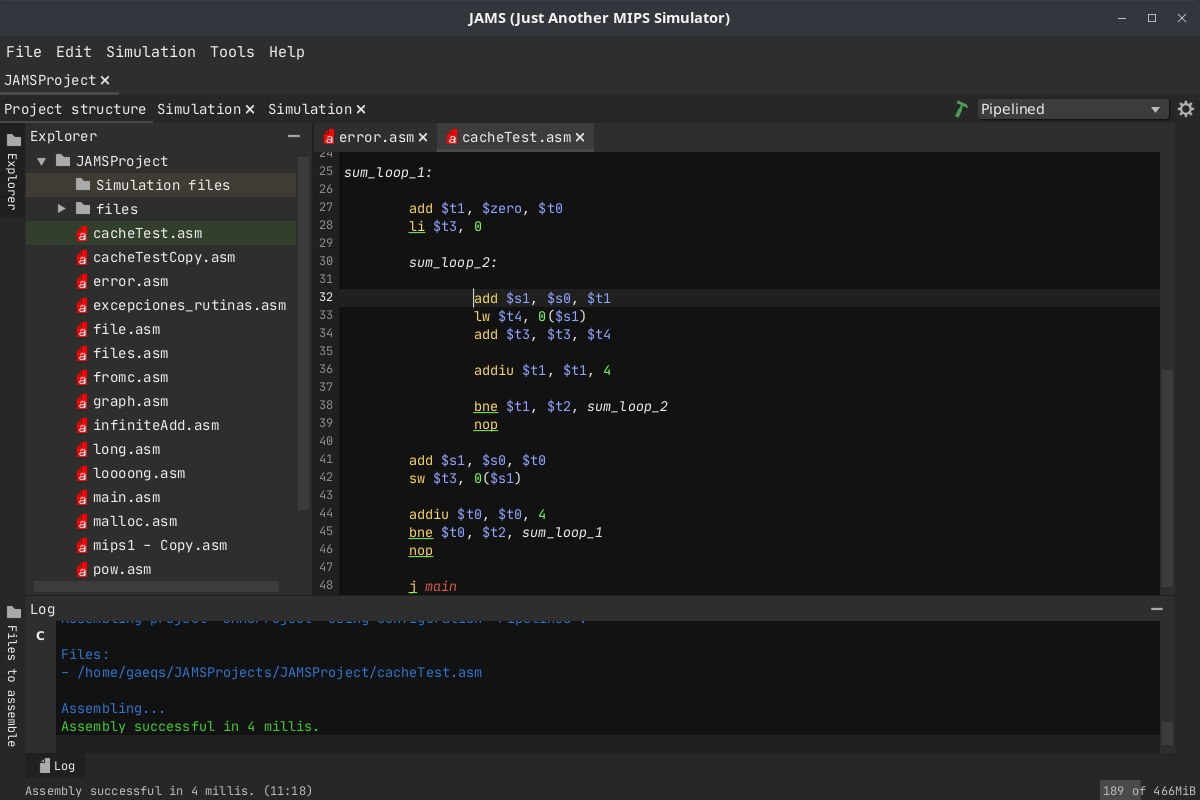 JAMS (Just Another MIPS Simulator)
File Edit Simulation Tools Help
JAMSProject
Project structure Simulation Simulation
Pipelined
Explorer
Explorer
JAMSProject
Simulation files
files
cacheTest.asm
cacheTestCopy.asm
error.asm
excepciones_rutinas.asm
file.asm
files.asm
fromc.asm
graph.asm
infiniteAdd.asm
long.asm
loooong.asm
main.asm
malloc.asm
mips1 - Copy.asm
pow.asm
error.asm cacheTest.asm
24
25 sum_loop_1:
26
27 add $t1, $zero, $t0
28 li $t3, 0
29
30 sum_loop_2:
31
32 add $s1, $s0, $t1
33 lw $t4, 0($s1)
34 add $t3, $t3, $t4
35
36 addiu $t1, $t1, 4
37
38 bne $t1, $t2, sum_loop_2
39 nop
40
41 add $s1, $s0, $t0
42 sw $t3, 0($s1)
43
44 addiu $t0, $t0, 4
45 bne $t0, $t2, sum_loop_1
46 nop
47
48 j main
Files to assemble
Log
C
Assembling project "JAMSProject" using configuration "Pipelined".
Files:
- /home/gaeqs/JAMSProjects/JAMSProject/cacheTest.asm
Assembling...
Assembly successful in 4 millis.
Log
Assembly successful in 4 millis. (11:18)
189 of 466MiB